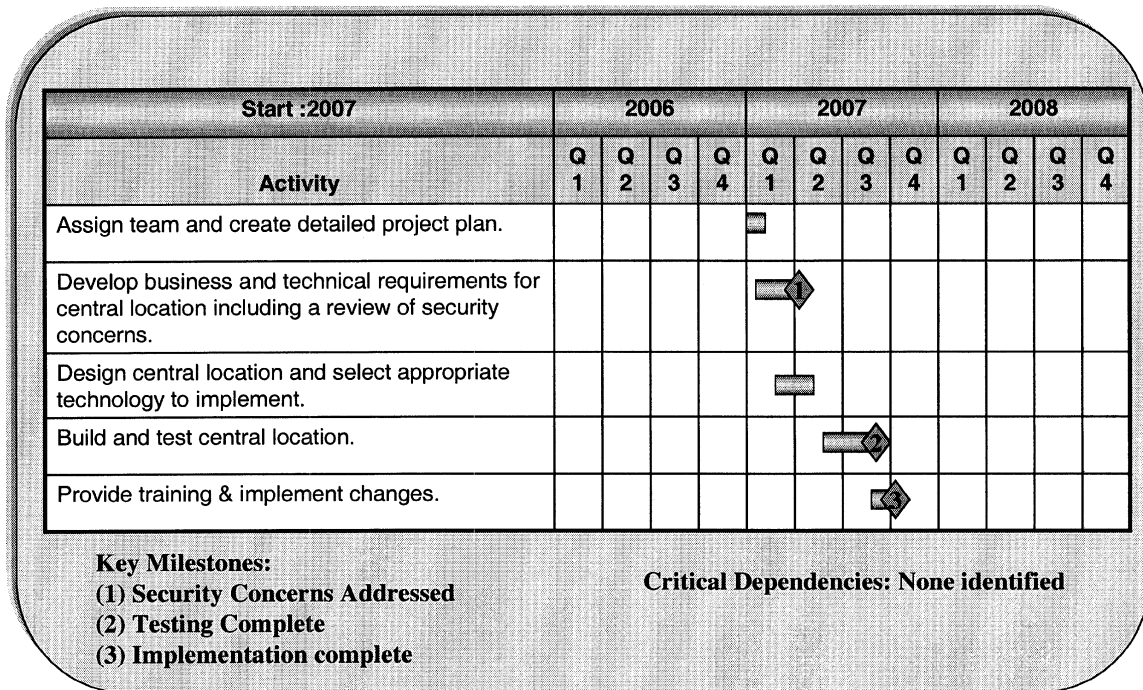 Start :2007 2006 2007 2008
Activity Q 1 Q 2 Q 3 Q 4 Q 1 Q 2 Q 3 Q 4 Q 1 Q 2 Q 3 Q 4
Assign team and create detailed project plan.
Develop business and technical requirements for
central location including a review of security
concerns.
1
Design central location and select appropriate
technology to implement.
Build and test central location.
2
Provide training & implement changes.
3
Key Milestones:
(1) Security Concerns Addressed
(2) Testing Complete
(3) Implementation complete
Critical Dependencies: None identified